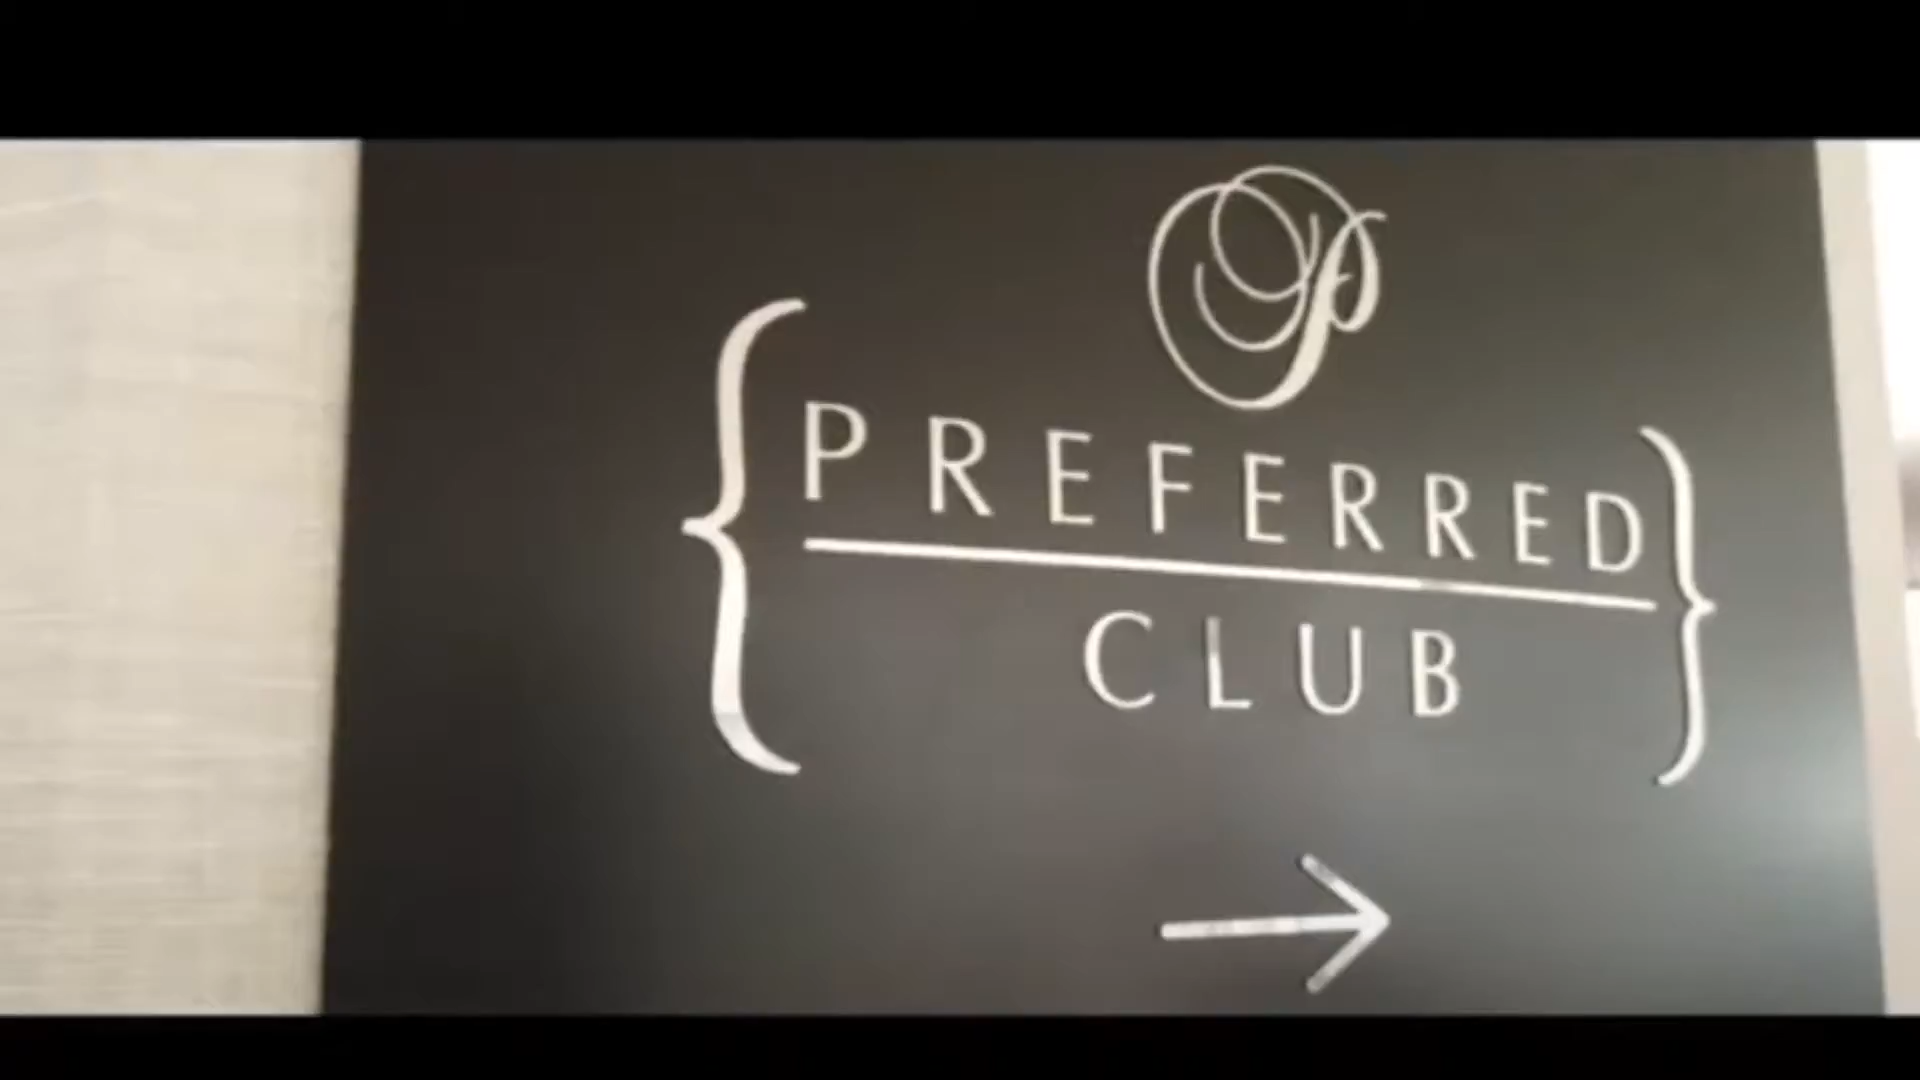 P
{ PREFERRED }
CLUB
→